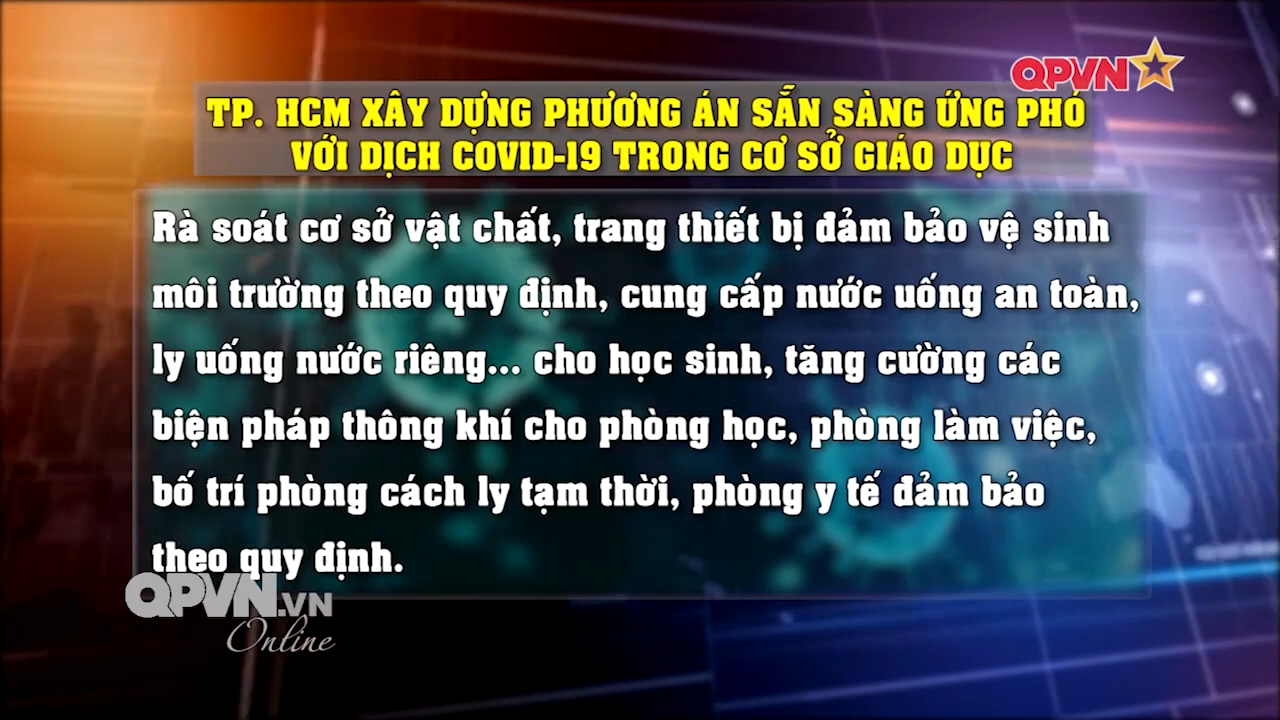 QPVN
TP. HCM XÂY DỰNG PHƯƠNG ÁN SẴN SÀNG ỨNG PHÓ
VỚI DỊCH COVID-19 TRONG CƠ SỞ GIÁO DỤC
Rà soát cơ sở vật chất, trang thiết bị đảm bảo vệ sinh
môi trường theo quy định, cung cấp nước uống an toàn,
ly uống nước riêng... cho học sinh, tăng cường các
biện pháp thông khí cho phòng học, phòng làm việc,
bố trí phòng cách ly tạm thời, phòng y tế đảm bảo
theo quy định.
QPVN.VN
Online